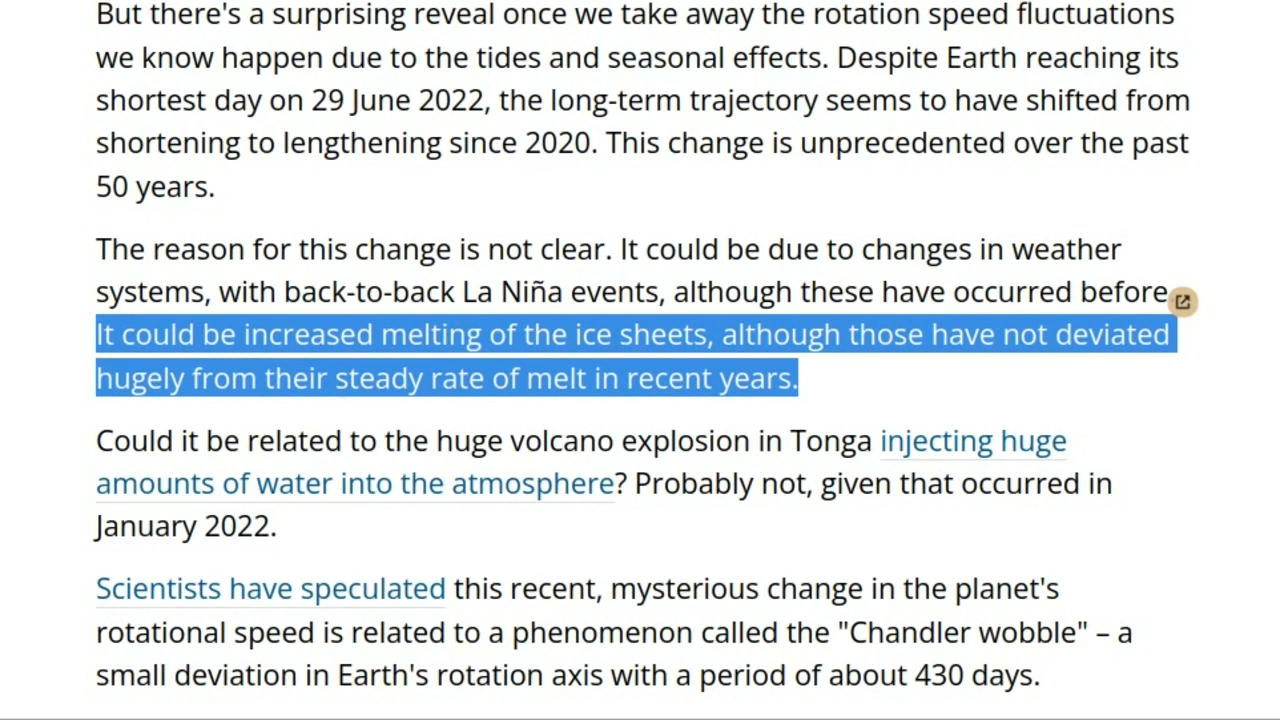 But there's a surprising reveal once we take away the rotation speed fluctuations
we know happen due to the tides and seasonal effects. Despite Earth reaching its
shortest day on 29 June 2022, the long-term trajectory seems to have shifted from
shortening to lengthening since 2020. This change is unprecedented over the past
50 years.
The reason for this change is not clear. It could be due to changes in weather
systems, with back-to-back La Niña events, although these have occurred before.
It could be increased melting of the ice sheets, although those have not deviated
hugely from their steady rate of melt in recent years.
Could it be related to the huge volcano explosion in Tonga injecting huge
amounts of water into the atmosphere? Probably not, given that occurred in
January 2022.
Scientists have speculated this recent, mysterious change in the planet's
rotational speed is related to a phenomenon called the "Chandler wobble" – a
small deviation in Earth's rotation axis with a period of about 430 days.